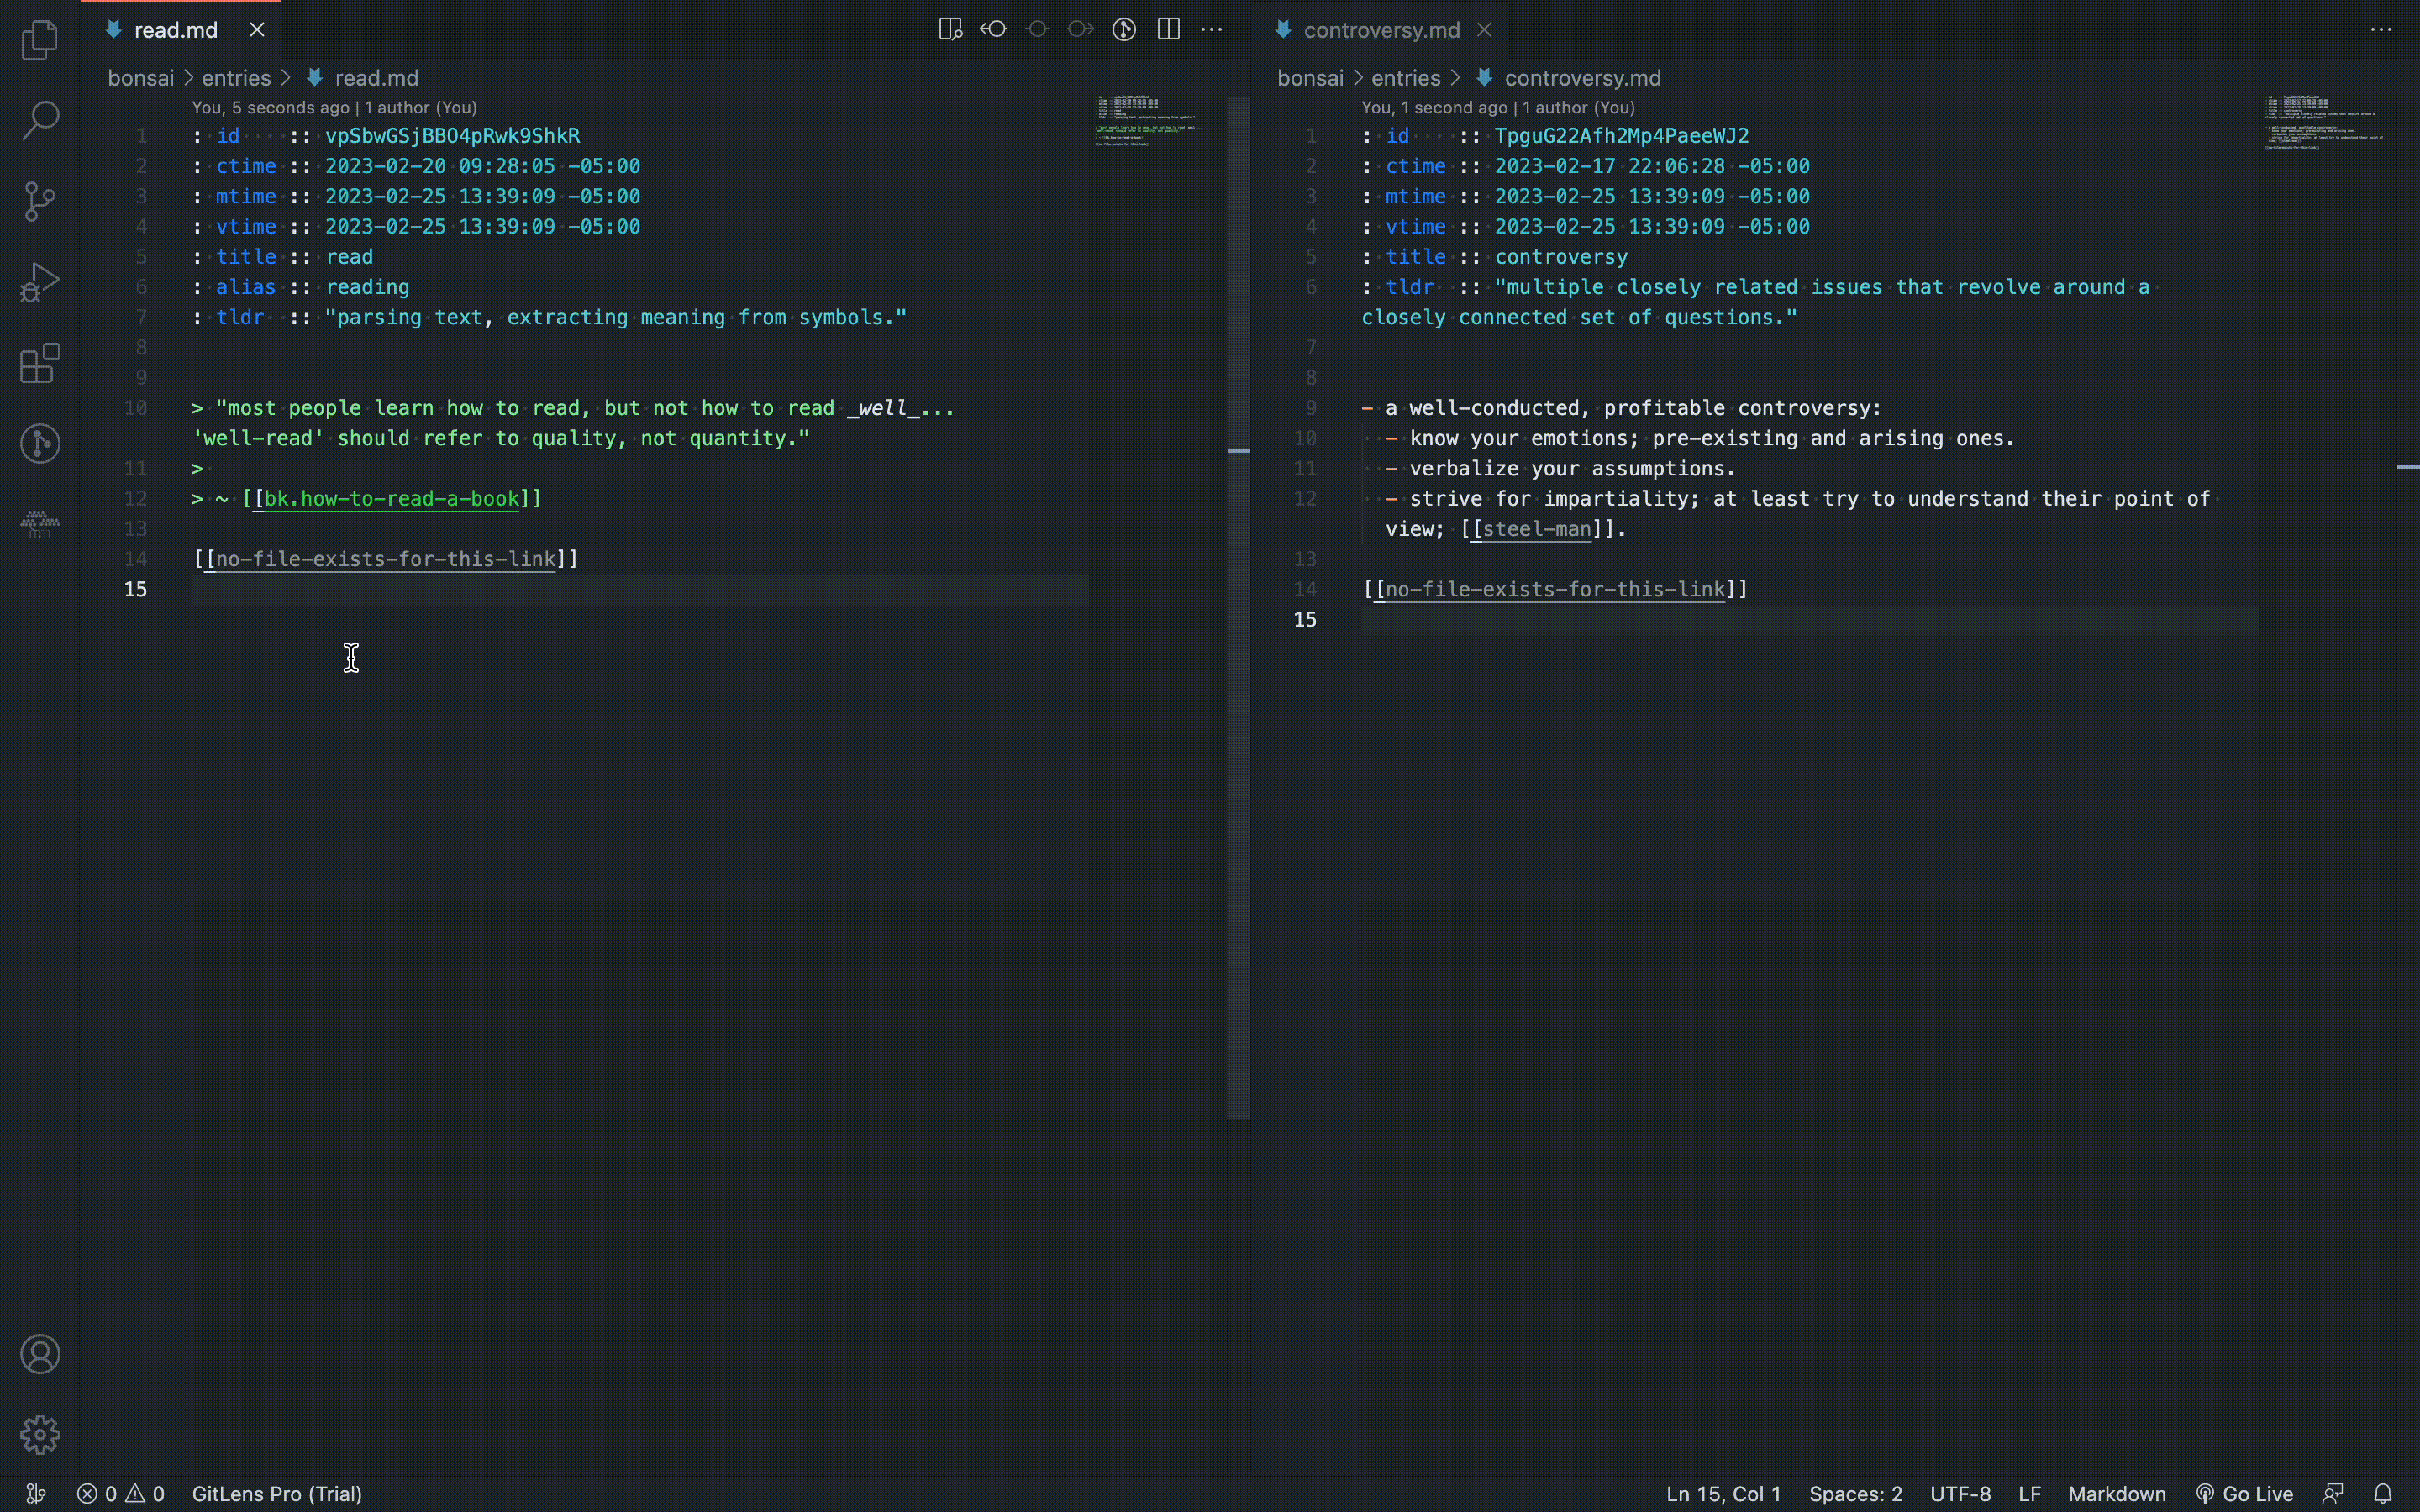 read.md
bonsai > entries > read.md
You, 5 seconds ago | 1 author (You)
1 : id :: vpSbwGSjBBO4pRwk9ShkR
2 : ctime :: 2023-02-20 09:28:05 -05:00
3 : mtime :: 2023-02-25 13:39:09 -05:00
4 : vtime :: 2023-02-25 13:39:09 -05:00
5 : title :: read
6 : alias :: reading
7 : tldr :: "parsing text, extracting meaning from symbols."
8
9
10 > "most people learn how to read, but not how to read _well_...
'well-read' should refer to quality, not quantity."
11 >
12 > ~ [[bk.how-to-read-a-book]]
13
14 [[no-file-exists-for-this-link]]
15
controversy.md
bonsai > entries > controversy.md
You, 1 second ago | 1 author (You)
1 : id :: TpguG22Afh2Mp4PaeeWJ2
2 : ctime :: 2023-02-17 22:06:28 -05:00
3 : mtime :: 2023-02-25 13:39:09 -05:00
4 : vtime :: 2023-02-25 13:39:09 -05:00
5 : title :: controversy
6 : tldr :: "multiple closely related issues that revolve around a
closely connected set of questions."
7
8
9 - a well-conducted, profitable controversy:
10 - know your emotions; pre-existing and arising ones.
11 - verbalize your assumptions.
12 - strive for impartiality; at least try to understand their point of
view; [[steel-man]].
13
14 [[no-file-exists-for-this-link]]
15
0 0 GitLens Pro (Trial)
Ln 15, Col 1 Spaces: 2 UTF-8 LF Markdown Go Live